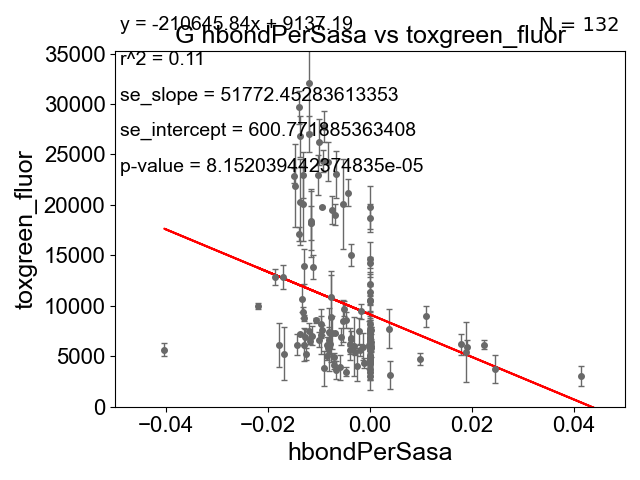 y = -210645.84x + 9137.19
N = 132
G hbondPerSasa vs toxgreen_fluor
r^2 = 0.11
se_slope = 51772.45283613353
se_intercept = 600.771885363408
p-value = 8.152039442374835e-05
35000
30000
25000
20000
15000
10000
5000
0
toxgreen_fluor
−0.04
−0.02
0.00
0.02
0.04
hbondPerSasa